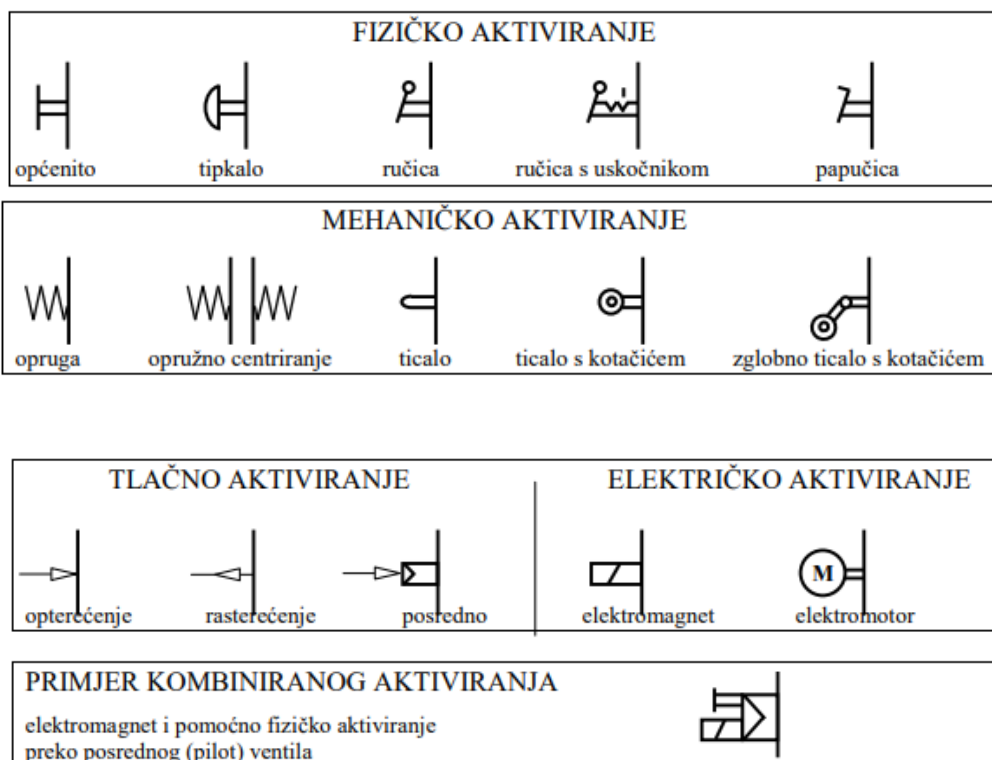 FIZIČKO AKTIVIRANJE
općenito tipkalo ručica ručica s uskočnikom papučica
MEHANIČKO AKTIVIRANJE
opruga opružno centriranje ticalo ticalo s kotačićem zglobno ticalo s kotačićem
TLAČNO AKTIVIRANJE ELEKTRIČKO AKTIVIRANJE
M
opterećenje rasterećenje posredno elektromagnet elektromotor
PRIMJER KOMBINIRANOG AKTIVIRANJA
elektromagnet i pomoćno fizičko aktiviranje
preko posrednog (pilot) ventila